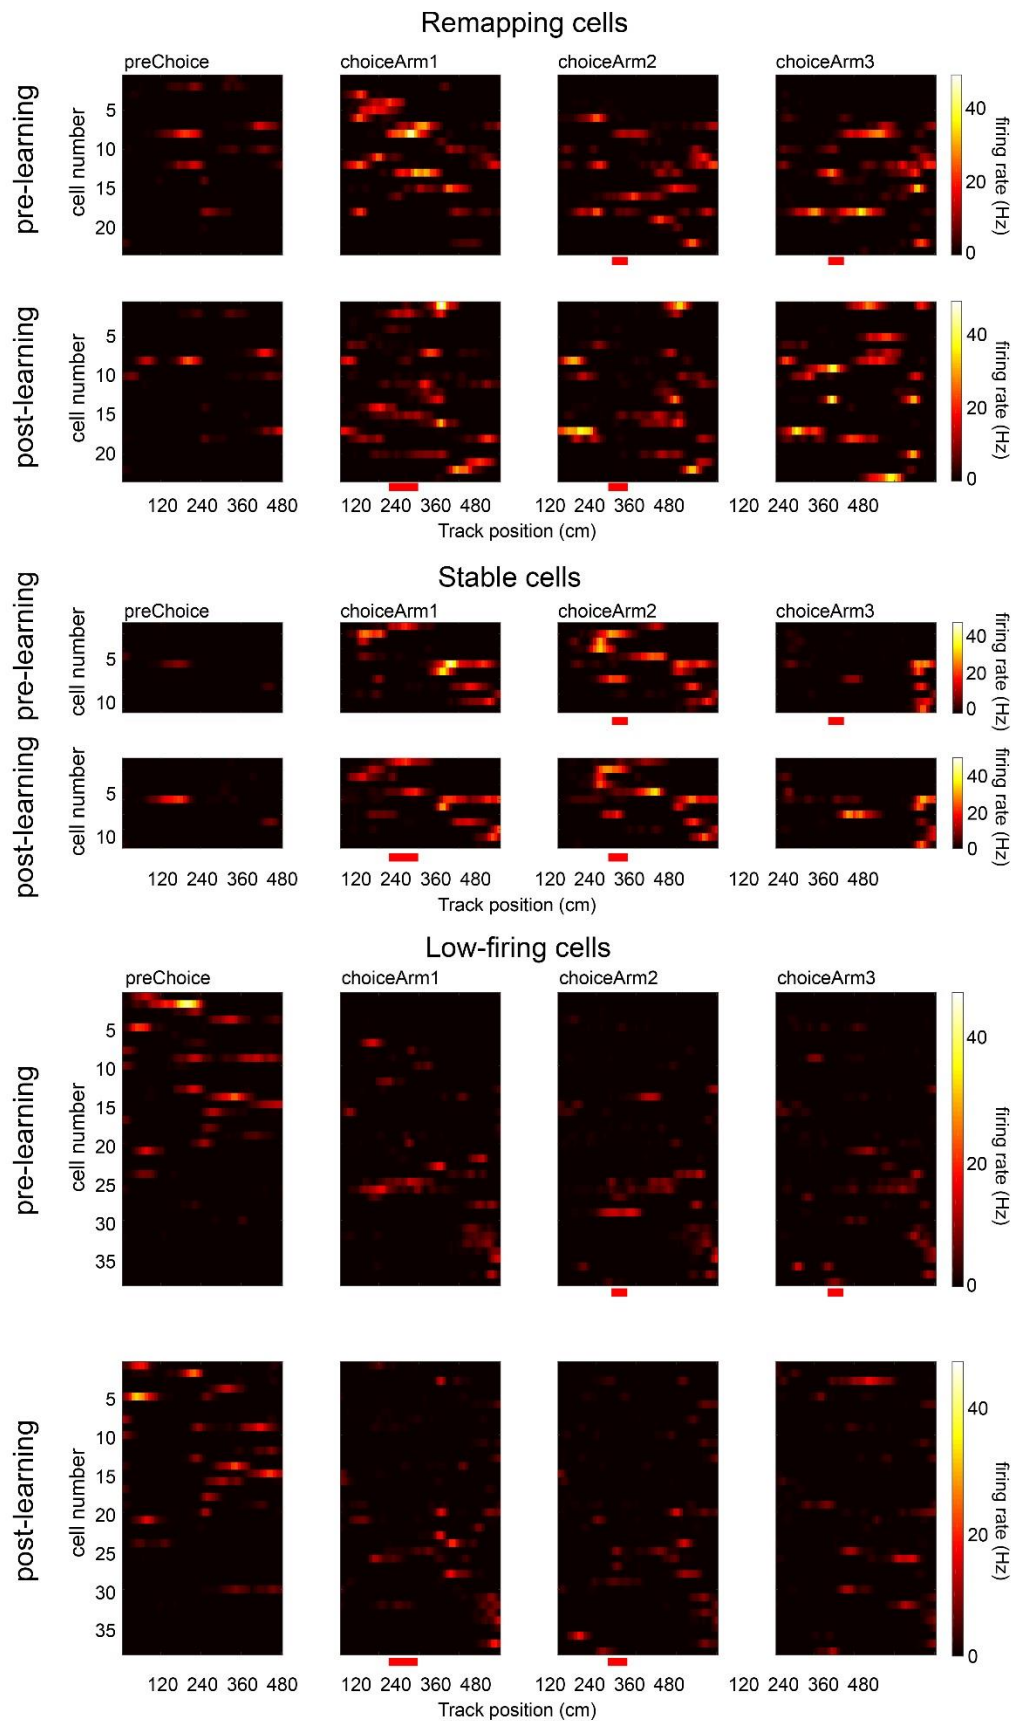 Remapping cells
preChoice choiceArm1 choiceArm2 choiceArm3
pre-learning
cell number
5
10
15
20
40
20
0
firing rate (Hz)
post-learning
cell number
5
10
15
20
40
20
0
firing rate (Hz)
120 240 360 480 120 240 360 480 120 240 360 480 120 240 360 480
Track position (cm)
Stable cells
preChoice choiceArm1 choiceArm2 choiceArm3
pre-learning
cell number
5
10
40
20
0
firing rate (Hz)
post-learning
cell number
5
10
40
20
0
firing rate (Hz)
120 240 360 480 120 240 360 480 120 240 360 480 120 240 360 480
Track position (cm)
Low-firing cells
preChoice choiceArm1 choiceArm2 choiceArm3
pre-learning
cell number
5
10
15
20
25
30
35
40
20
0
firing rate (Hz)
post-learning
cell number
5
10
15
20
25
30
35
40
20
0
firing rate (Hz)
120 240 360 480 120 240 360 480 120 240 360 480 120 240 360 480
Track position (cm)